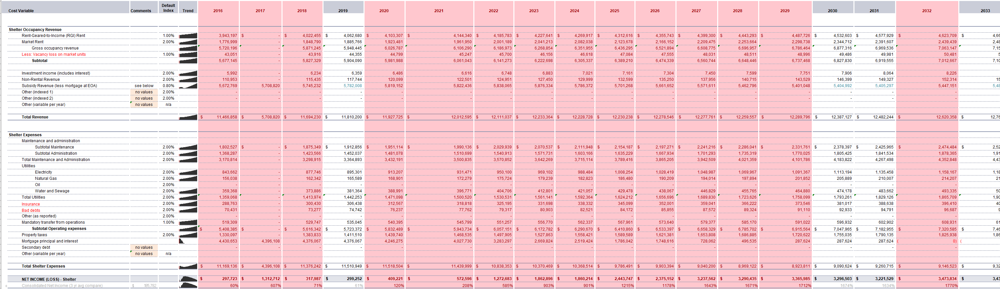 Cost Variable Comments Default Index Trend 2016 2017 2018 2019 2020 2021 2022 2023 2024 2025 2026 2027 2028 2029 2030 2031 2032 2033
Shelter Occupancy Revenue
Rent-Geared-to-Income (RGI) Rent 1.00% 3,943,197 $ - $ 4,022,455 $ 4,062,680 $ 4,103,307 $ 4,144,340 $ 4,185,783 $ 4,227,641 $ 4,269,917 $ 4,312,616 $ 4,355,743 $ 4,399,300 $ 4,443,293 $ 4,487,726 $ 4,532,603 $ 4,577,929 $ 4,623,709 $ 4,66
Market Rent 2.00% 1,776,999 - 1,848,790 1,885,766 1,923,481 1,961,950 2,001,189 2,041,213 2,082,038 2,123,678 2,166,152 2,209,475 2,253,664 2,298,738 2,344,712 2,391,607 2,439,439 2,48
Gross occupancy revenue 5,720,196 - 5,871,245 5,948,445 6,026,787 6,106,290 6,186,973 6,268,854 6,351,955 6,436,295 6,521,894 6,608,775 6,696,957 6,786,464 6,877,316 6,969,536 7,063,147 7,15
Less: Vacancy loss on market units 1.00% 43,051 - 43,916 44,355 44,799 45,247 45,700 46,156 46,618 47,084 47,555 48,031 48,511 48,996 49,486 49,981 50,481 5
Subtotal 5,677,145 - 5,827,329 5,904,090 5,981,988 6,061,043 6,141,273 6,222,698 6,305,337 6,389,210 6,474,339 6,560,744 6,648,446 6,737,468 6,827,830 6,919,555 7,012,667 7,10
Investment income (includes interest) 2.00% 5,992 - 6,234 6,359 6,486 6,616 6,748 6,883 7,021 7,161 7,304 7,450 7,599 7,751 7,906 8,064 8,226
Non-Rental Revenue 2.00% 110,953 - 115,435 117,744 120,099 122,501 124,951 127,450 129,999 132,599 135,250 137,956 140,715 143,529 146,399 149,327 152,314 15
Subsidy Revenue (less mortgage at EOA) see below 0.80% 5,672,769 5,708,820 5,745,232 5,782,008 5,819,152 5,822,436 5,838,065 5,876,334 5,786,372 5,701,268 5,661,652 5,571,611 5,462,796 5,401,048 5,404,992 5,405,297 5,447,151 5,48
Other (indexed 1) no values 2.00% - - - - - - - - - - - - - - - - -
Other (indexed 2) no values 2.00% - - - - - - - - - - - - - - - - -
Other (variable per year) no values n/a
Total Revenue $ 11,466,858 $ 5,708,820 $ 11,694,230 $ 11,810,200 $ 11,927,725 $ 12,012,595 $ 12,111,037 $ 12,233,364 $ 12,228,728 $ 12,230,238 $ 12,278,546 $ 12,277,761 $ 12,259,557 $ 12,289,796 $ 12,387,127 $ 12,482,244 $ 12,620,358 $ 12,76
Shelter Expenses
Maintenance and administration
Subtotal Maintenance 2.00% 1,802,527 $ - $ 1,875,349 $ 1,912,856 $ 1,951,114 $ 1,990,136 $ 2,029,939 $ 2,070,537 $ 2,111,948 $ 2,154,187 $ 2,197,271 $ 2,241,216 $ 2,286,041 $ 2,331,761 $ 2,378,397 $ 2,425,965 $ 2,474,484 $ 2,52
Subtotal Administration 2.00% 1,368,287 - 1,423,566 1,452,037 1,481,078 1,510,699 1,540,913 1,571,731 1,603,166 1,635,229 1,667,934 1,701,293 1,735,319 1,770,025 1,805,425 1,841,534 1,878,365 1,91
Total Maintenance and Administration 2.00% 3,170,814 - 3,298,915 3,364,893 3,432,191 3,500,835 3,570,852 3,642,269 3,715,114 3,789,416 3,865,205 3,942,509 4,021,359 4,101,786 4,183,822 4,267,498 4,352,848 4,43
Utilities
Electricity 2.00% 843,662 - 877,746 895,301 913,207 931,471 950,100 969,102 988,484 1,008,254 1,028,419 1,048,987 1,069,967 1,091,367 1,113,194 1,135,458 1,158,167 1,18
Natural Gas 2.00% 156,038 - 162,342 165,589 168,901 172,279 175,724 179,239 182,823 186,480 190,209 194,014 197,894 201,852 205,889 210,007 214,207 21
Oil 2.00% - - - - - - - - - - - - - - - - -
Water and Sewage 2.00% 359,368 - 373,886 381,364 388,991 396,771 404,706 412,801 421,057 429,478 438,067 446,829 455,765 464,880 474,178 483,662 493,335 50
Total Utilities 2.00% 1,359,068 - 1,413,974 1,442,253 1,471,098 1,500,520 1,530,531 1,561,141 1,592,364 1,624,212 1,656,696 1,689,830 1,723,626 1,758,099 1,793,261 1,829,126 1,865,709 1,90
Insurance 2.00% 288,763 - 300,430 306,438 312,567 318,818 325,195 331,698 338,332 345,099 352,001 359,041 366,222 373,546 381,017 388,638 396,410 40
Bad debts 2.00% 70,431 - 73,277 74,742 76,237 77,762 79,317 80,903 82,521 84,172 85,855 87,572 89,324 91,110 92,933 94,791 96,687 9
Other (as reported) 2.00% - - - - - - - - - - - - - - - - -
Mandatory transfer from operations 1.00% 519,309 - 529,747 535,045 540,395 545,799 551,257 556,770 562,337 567,961 573,640 579,377 585,170 591,022 596,932 602,902 608,931 61
Subtotal Operating expenses $ 5,408,385 $ - $ 5,616,342 $ 5,723,372 $ 5,832,489 $ 5,943,734 $ 6,057,151 $ 6,172,782 $ 6,290,670 $ 6,410,860 $ 6,533,397 $ 6,658,329 $ 6,785,702 $ 6,915,564 $ 7,047,965 $ 7,182,955 $ 7,320,585 $ 7,46
Property taxes 2.00% 1,330,097 - 1,383,833 1,411,510 1,439,740 1,468,535 1,497,905 1,527,863 1,558,421 1,589,589 1,621,381 1,653,808 1,686,885 1,720,622 1,755,035 1,790,135 1,825,938 1,86
Mortgage principal and interest 4,430,653 4,396,108 4,376,067 4,376,067 4,246,275 4,027,730 3,283,297 2,669,824 2,519,424 1,786,042 1,748,616 728,062 496,535 287,624 287,624 287,624 ( 0) (
Secondary debt no values - - - - - - - - - - - - - - - - -
Other (variable per year) no values n/a
Total Shelter Expenses $ 11,169,136 $ 4,396,108 $ 11,376,242 $ 11,510,949 $ 11,518,504 $ 11,439,999 $ 10,838,353 $ 10,370,469 $ 10,368,514 $ 9,786,491 $ 9,903,394 $ 9,040,200 $ 8,969,122 $ 8,923,811 $ 9,090,624 $ 9,260,715 $ 9,146,523 $ 9,32
NET INCOME (LOSS) - Shelter $ 297,723 $ 1,312,712 $ 317,987 $ 299,252 $ 409,221 $ 572,596 $ 1,272,683 $ 1,862,896 $ 1,860,214 $ 2,443,747 $ 2,375,152 $ 3,237,562 $ 3,290,435 $ 3,365,985 $ 3,296,503 $ 3,221,529 $ 3,473,834 $ 3,43
0 Consolidated Net Income (3 yr avg.compare) $ 185,782 60% 607% 71% 61% 120% 208% 585% 903% 901% 1215% 1178% 1643% 1671% 1712% 1674% 1634% 1770%